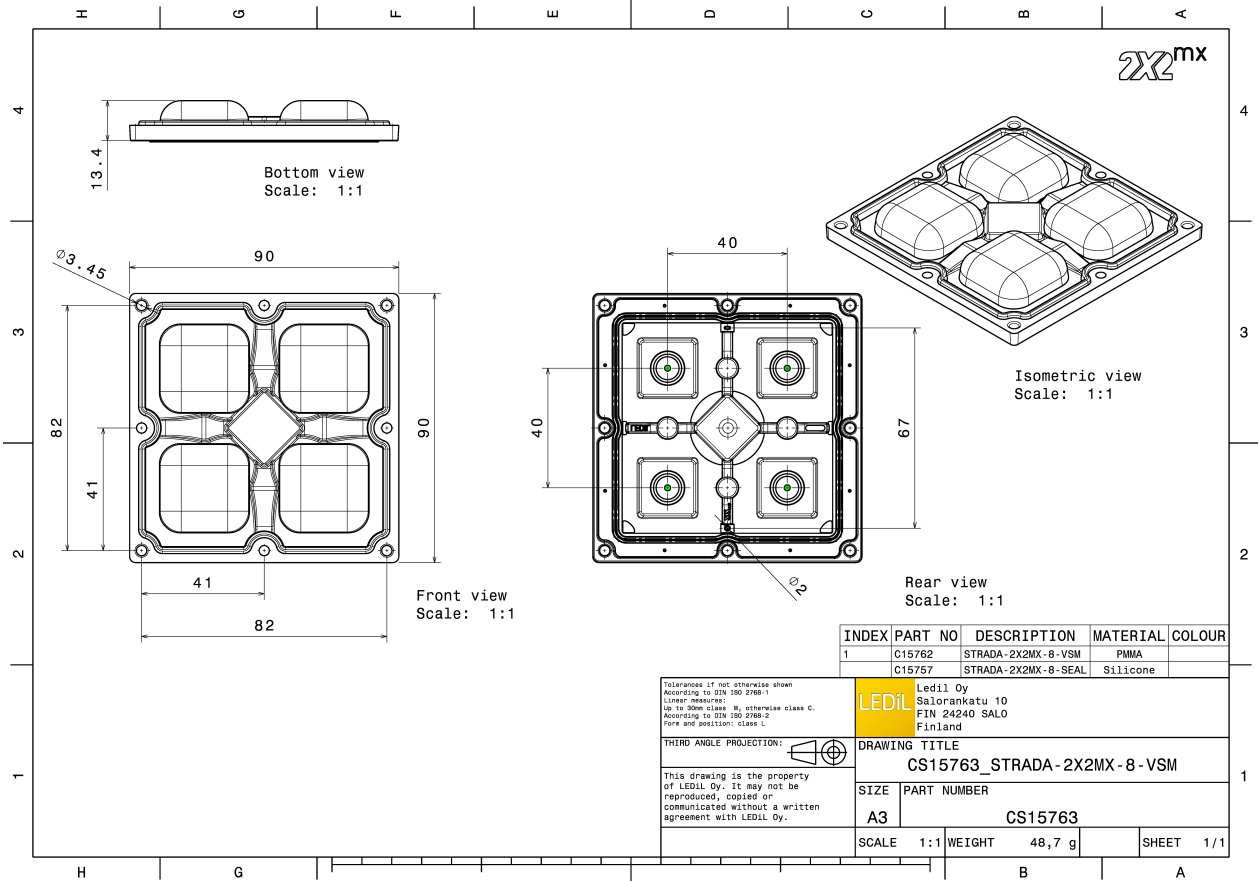 H G F E D C B A
4
3
2
1
4
3
2
1
2X2mx
13.4
Bottom view
Scale: 1:1
Ø3.45
90
82
41
90
41
82
Front view
Scale: 1:1
40
40
67
Ø2
Rear view
Scale: 1:1
Isometric view
Scale: 1:1
INDEX PART NO DESCRIPTION MATERIAL COLOUR
1 C15762 STRADA-2X2MX-8-VSM PMMA
C15757 STRADA-2X2MX-8-SEAL Silicone
Tolerances if not otherwise shown
According to DIN ISO 2768-1
Linear measures:
Up to 30mm class M, otherwise class C.
According to DIN ISO 2768-2
Form and position: class L
THIRD ANGLE PROJECTION:
This drawing is the property
of LEDiL Oy. It may not be
reproduced, copied or
communicated without a written
agreement with LEDiL Oy.
LEDiL
Ledil Oy
Salorankatu 10
FIN 24240 SALO
Finland
DRAWING TITLE
CS15763_STRADA-2X2MX-8-VSM
SIZE PART NUMBER
A3 CS15763
SCALE 1:1 WEIGHT 48,7 g SHEET 1/1
H G B A